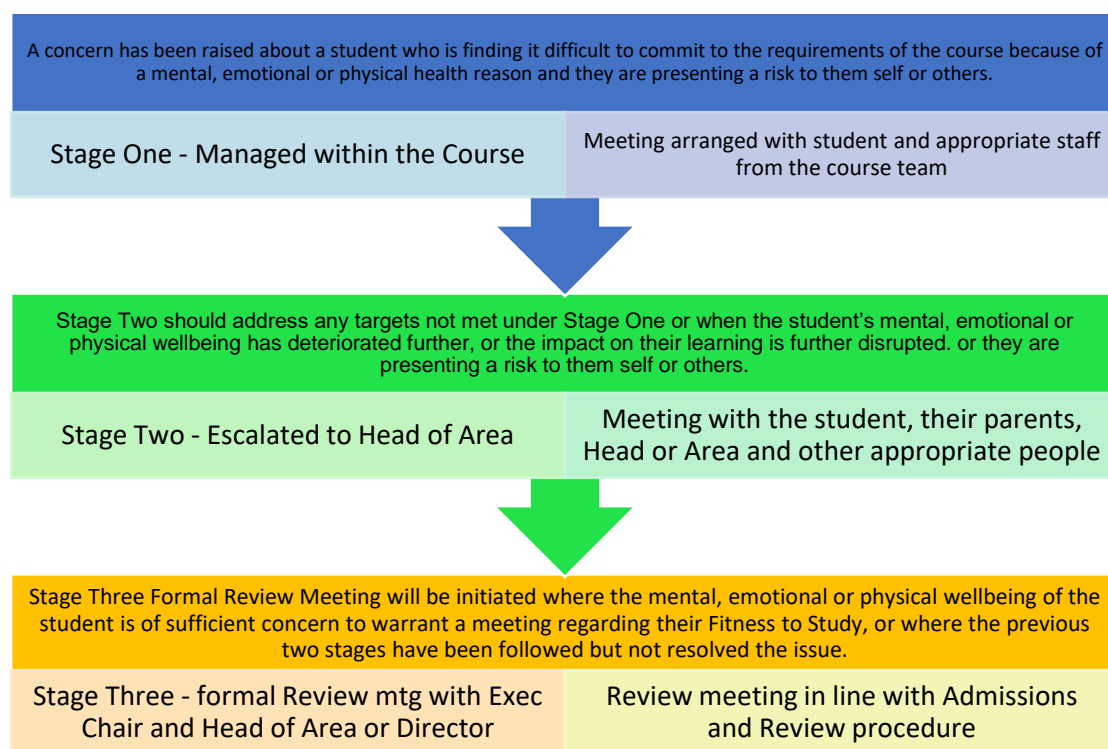 A concern has been raised about a student who is finding it difficult to commit to the requirements of the course because of
a mental, emotional or physical health reason and they are presenting a risk to them self or others.
Stage One - Managed within the Course
Meeting arranged with student and appropriate staff
from the course team
Stage Two should address any targets not met under Stage One or when the student's mental, emotional or
physical wellbeing has deteriorated further, or the impact on their learning is further disrupted. or they are
presenting a risk to them self or others.
Stage Two - Escalated to Head of Area
Meeting with the student, their parents,
Head or Area and other appropriate people
Stage Three Formal Review Meeting will be initiated where the mental, emotional or physical wellbeing of the
student is of sufficient concern to warrant a meeting regarding their Fitness to Study, or where the previous
two stages have been followed but not resolved the issue.
Stage Three - formal Review mtg with Exec
Chair and Head of Area or Director
Review meeting in line with Admissions
and Review procedure